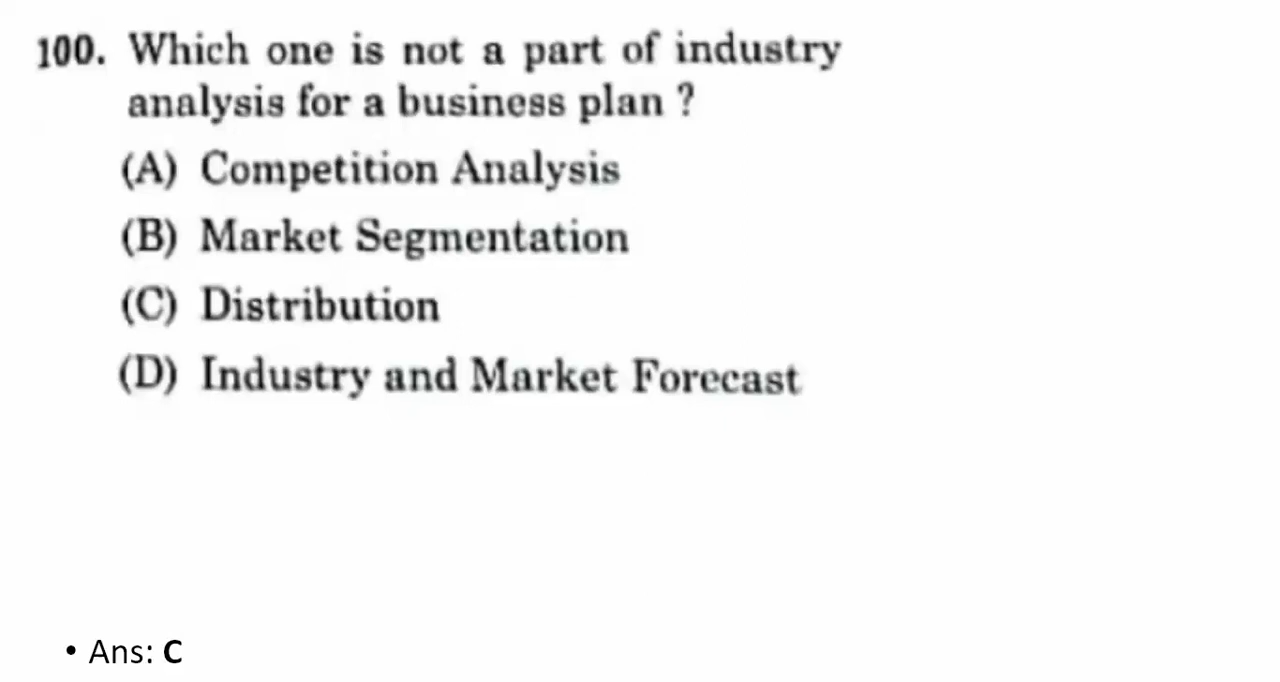 100. Which one is not a part of industry
analysis for a business plan ?
(A) Competition Analysis
(B) Market Segmentation
(C) Distribution
(D) Industry and Market Forecast
• Ans: C